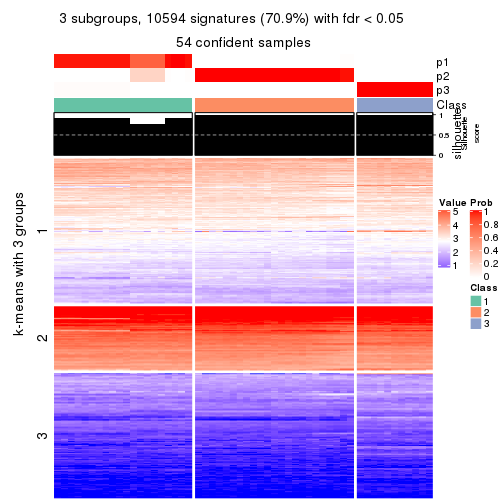 3 subgroups, 10594 signatures (70.9%) with fdr < 0.05
54 confident samples
p1
p2
p3
Class
1
0.5
0
silhouette
Silhouette
score
k-means with 3 groups
1
2
3
Value
5
4
3
2
1
Prob
1
0.8
0.6
0.4
0.2
0
Class
1
2
3